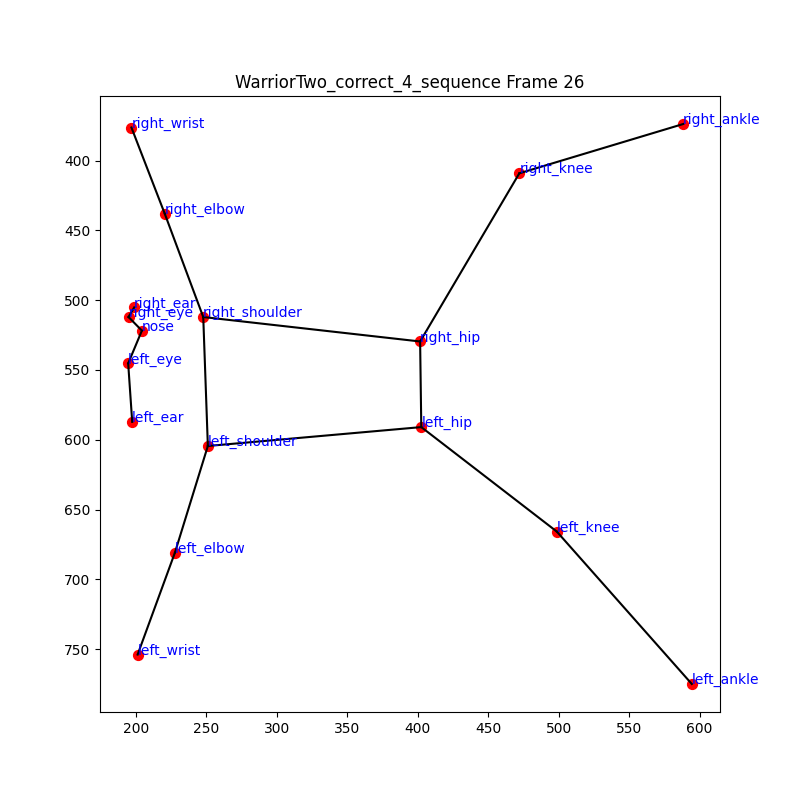 WarriorTwo_correct_4_sequence Frame 26
right_wrist
right_ankle
right_knee
right_elbow
right_ear
right_eye
right_shoulder
nose
right_hip
left_eye
left_ear
left_hip
left_shoulder
left_knee
left_elbow
left_wrist
left_ankle
400
450
500
550
600
650
700
750
200 250 300 350 400 450 500 550 600